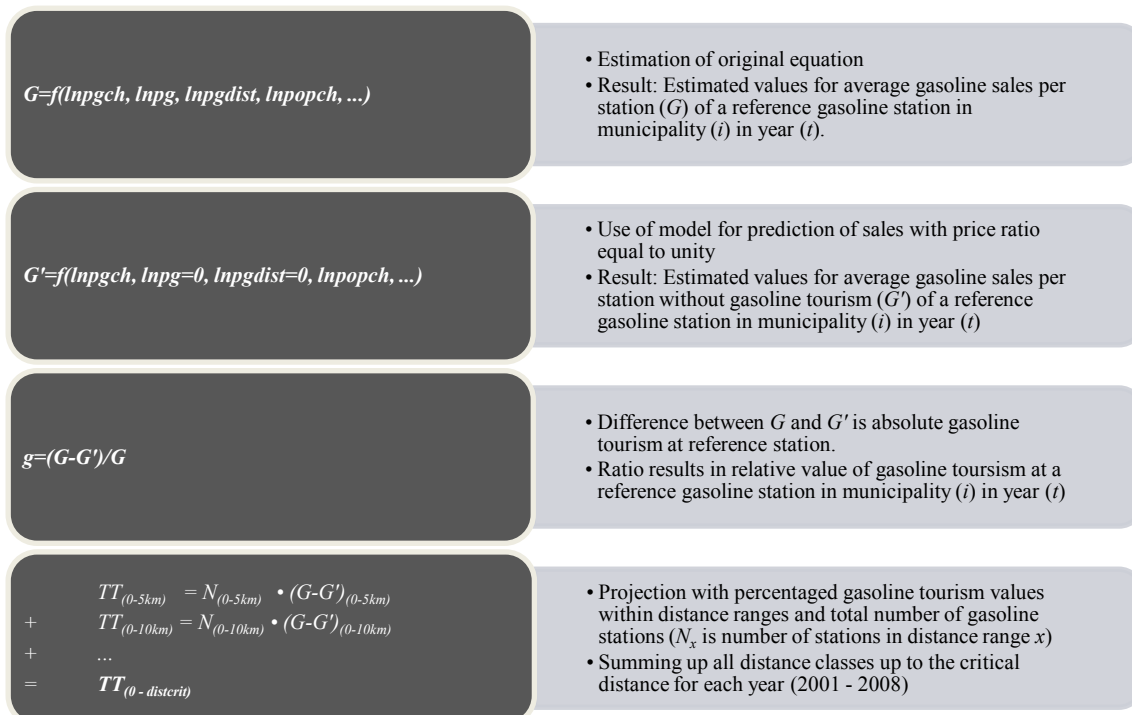 G=f(lnpgch, lnpg, lnpgdist, lnpopch, ...)
• Estimation of original equation
• Result: Estimated values for average gasoline sales per
station (G) of a reference gasoline station in
municipality (i) in year (t).
G'=f(lnpgch, lnpg=0, lnpgdist=0, lnpopch, ...)
• Use of model for prediction of sales with price ratio
equal to unity
• Result: Estimated values for average gasoline sales per
station without gasoline tourism (G') of a reference
gasoline station in municipality (i) in year (t)
g=(G-G')/G
• Difference between G and G' is absolute gasoline
tourism at reference station.
• Ratio results in relative value of gasoline toursism at a
reference gasoline station in municipality (i) in year (t)
TT(0-5km) = N(0-5km) • (G-G')(0-5km)
+ TT(0-10km) = N(0-10km) • (G-G')(0-10km)
+ ...
= TT(0 - distcrit)
• Projection with percentaged gasoline tourism values
within distance ranges and total number of gasoline
stations (Nx is number of stations in distance range x)
• Summing up all distance classes up to the critical
distance for each year (2001 - 2008)